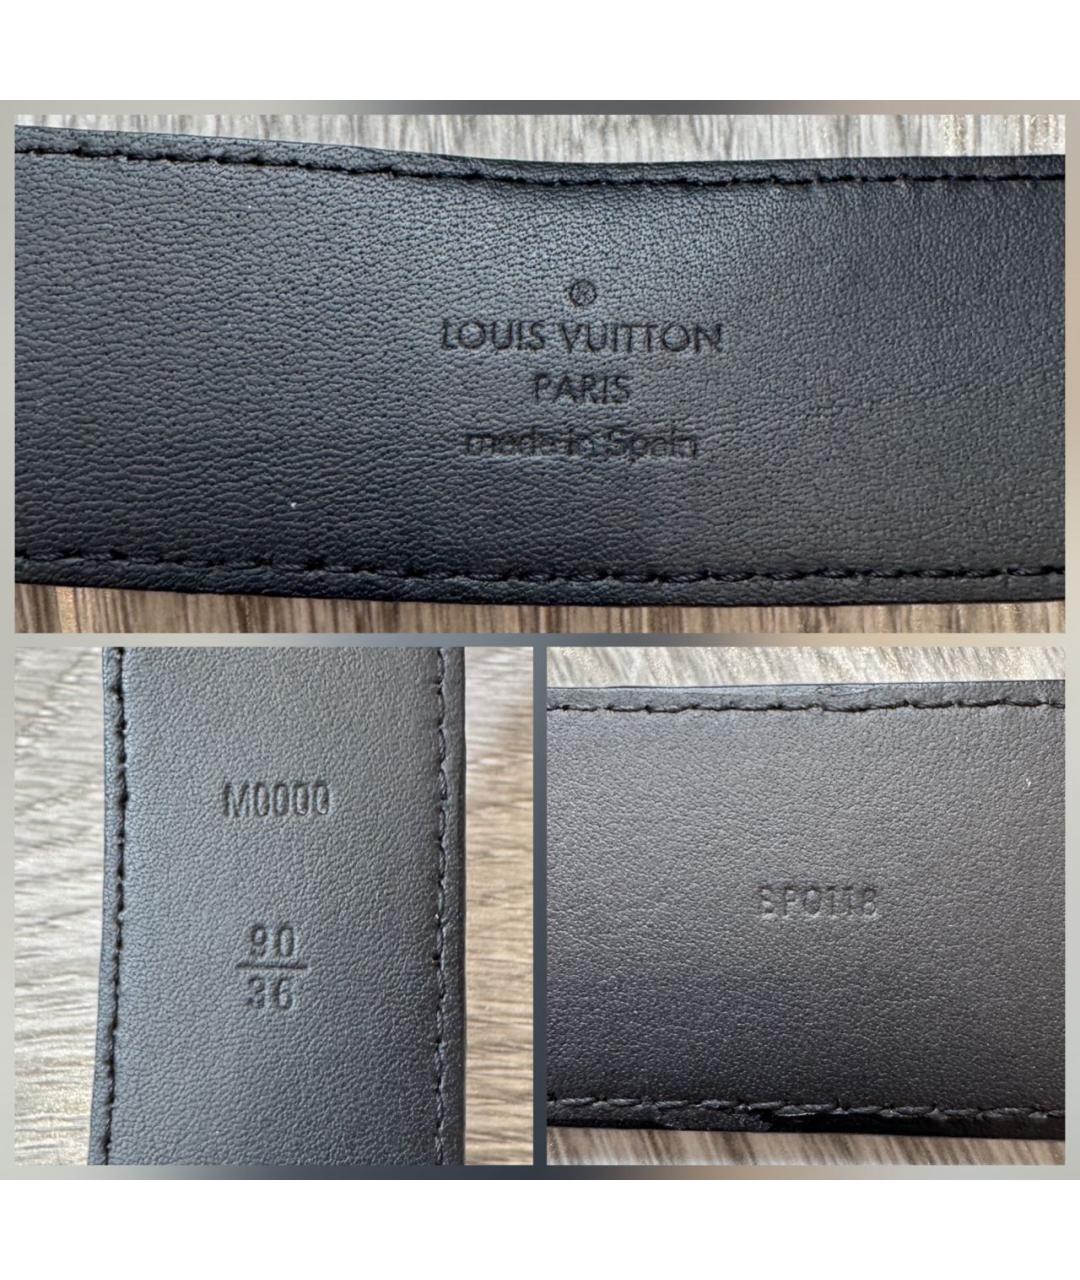 ®
LOUIS VUITTON
PARIS
made in Spain
M0000
90
36
SP0118